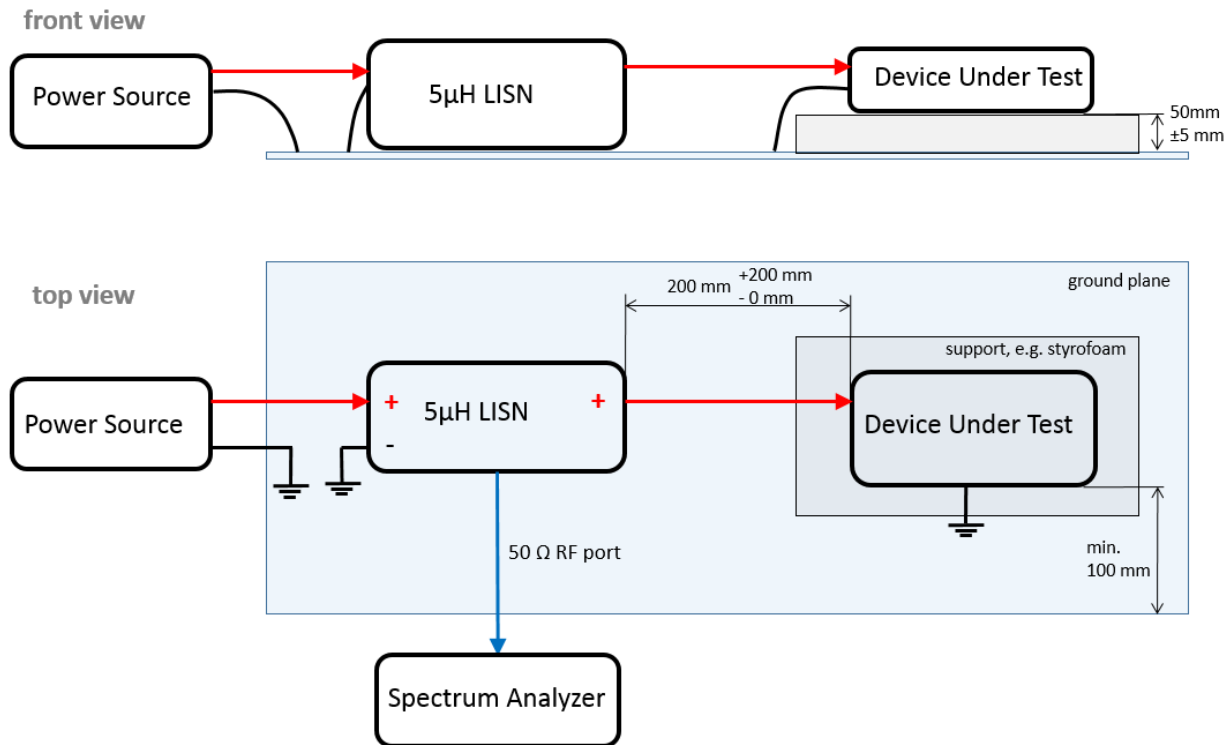 front view
Power Source
5µH LISN
Device Under Test
50mm
±5 mm
top view
200 mm +200 mm
- 0 mm
ground plane
support, e.g. styrofoam
Power Source
+
5µH LISN
+
-
Device Under Test
50 Ω RF port
min.
100 mm
Spectrum Analyzer